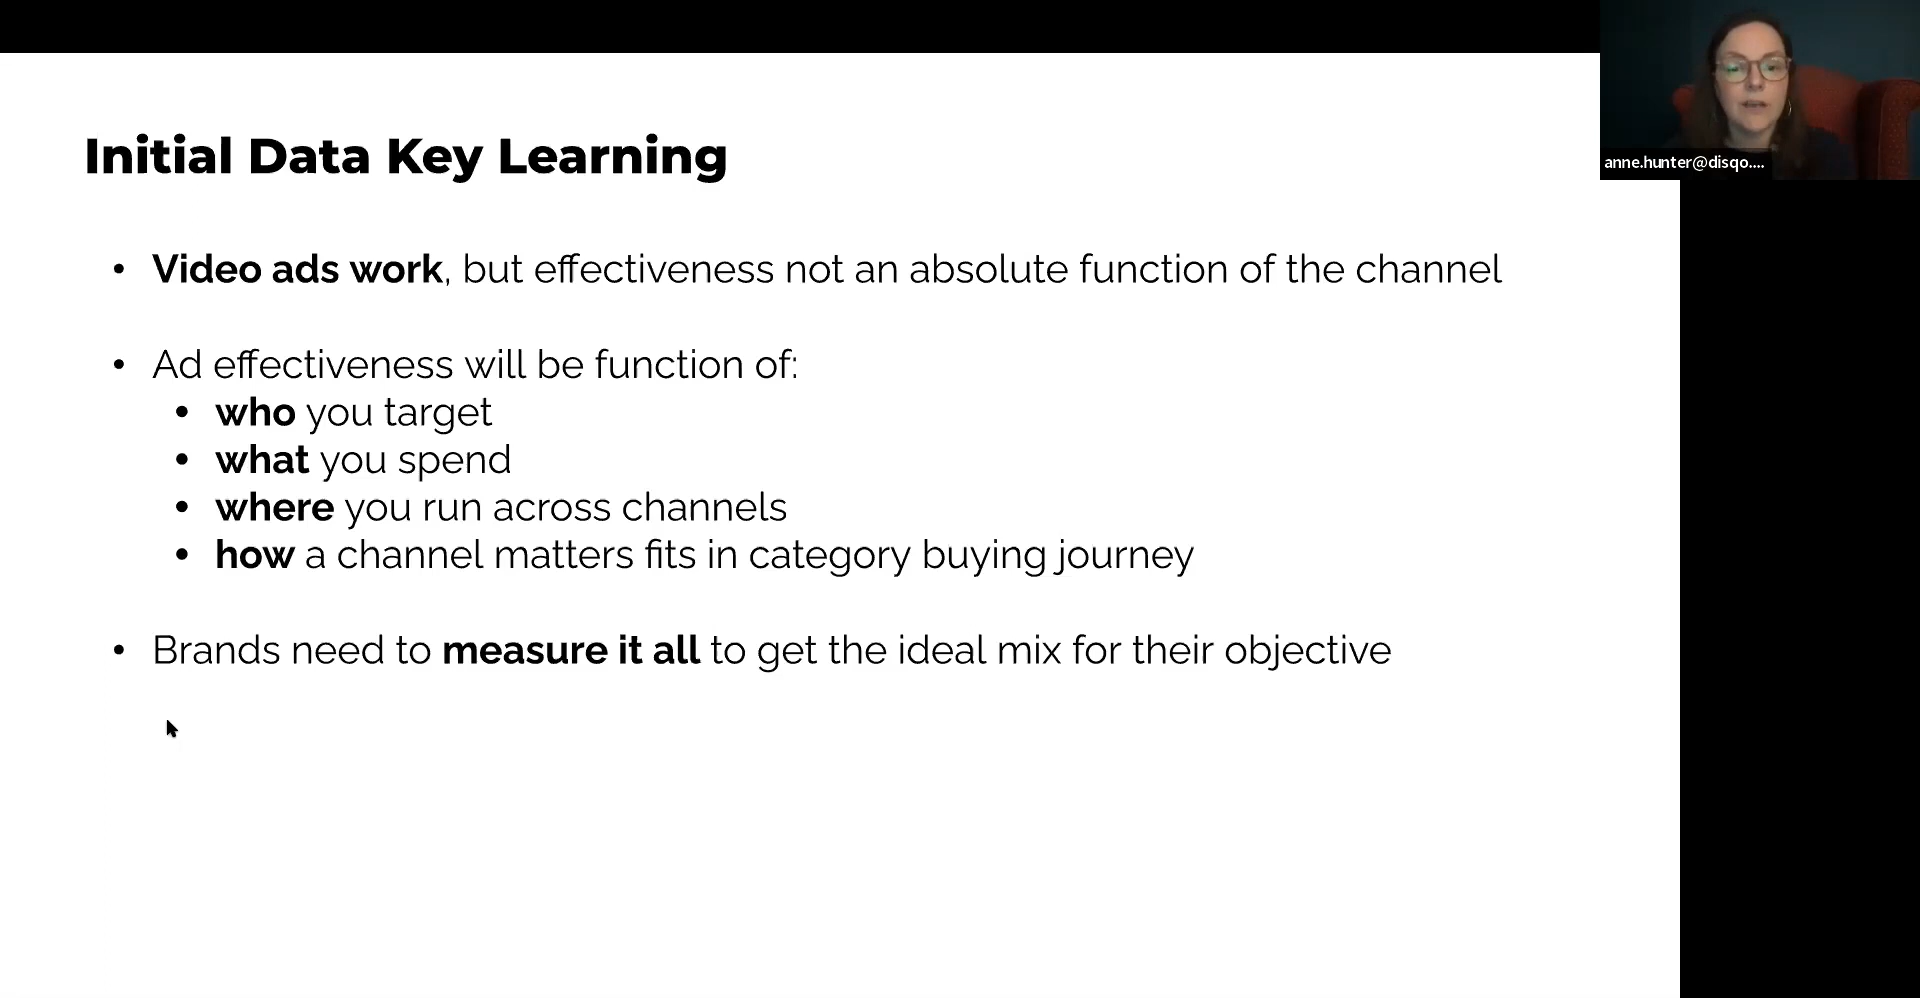 Initial Data Key Learning
anne.hunter@disqo....
• Video ads work, but effectiveness not an absolute function of the channel
• Ad effectiveness will be function of:
• who you target
• what you spend
• where you run across channels
• how a channel matters fits in category buying journey
• Brands need to measure it all to get the ideal mix for their objective